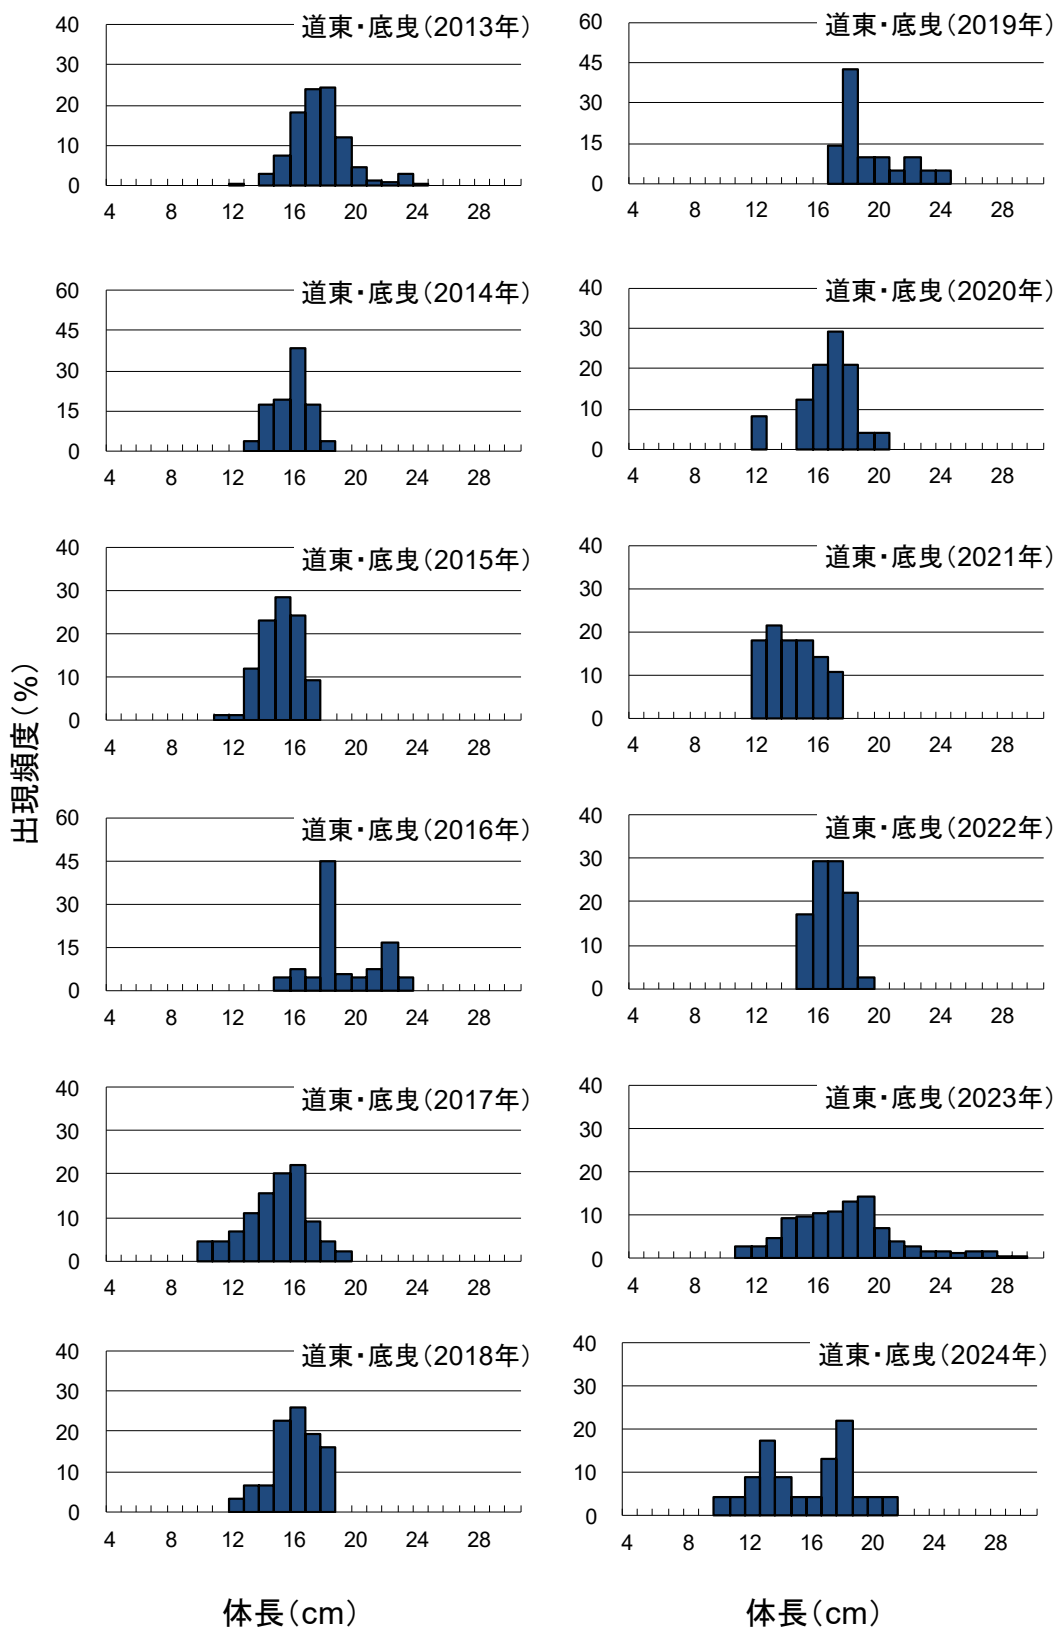 道東・底曳（2013年）
40
30
20
10
0
4 8 12 16 20 24 28
道東・底曳（2014年）
60
45
30
15
0
4 8 12 16 20 24 28
道東・底曳（2015年）
40
30
20
10
0
4 8 12 16 20 24 28
道東・底曳（2016年）
60
45
30
15
0
4 8 12 16 20 24 28
道東・底曳（2017年）
40
30
20
10
0
4 8 12 16 20 24 28
道東・底曳（2018年）
40
30
20
10
0
4 8 12 16 20 24 28
出現頻度（%）
体長（cm）
道東・底曳（2019年）
60
45
30
15
0
4 8 12 16 20 24 28
道東・底曳（2020年）
40
30
20
10
0
4 8 12 16 20 24 28
道東・底曳（2021年）
40
30
20
10
0
4 8 12 16 20 24 28
道東・底曳（2022年）
40
30
20
10
0
4 8 12 16 20 24 28
道東・底曳（2023年）
40
30
20
10
0
4 8 12 16 20 24 28
道東・底曳（2024年）
40
30
20
10
0
4 8 12 16 20 24 28
体長（cm）